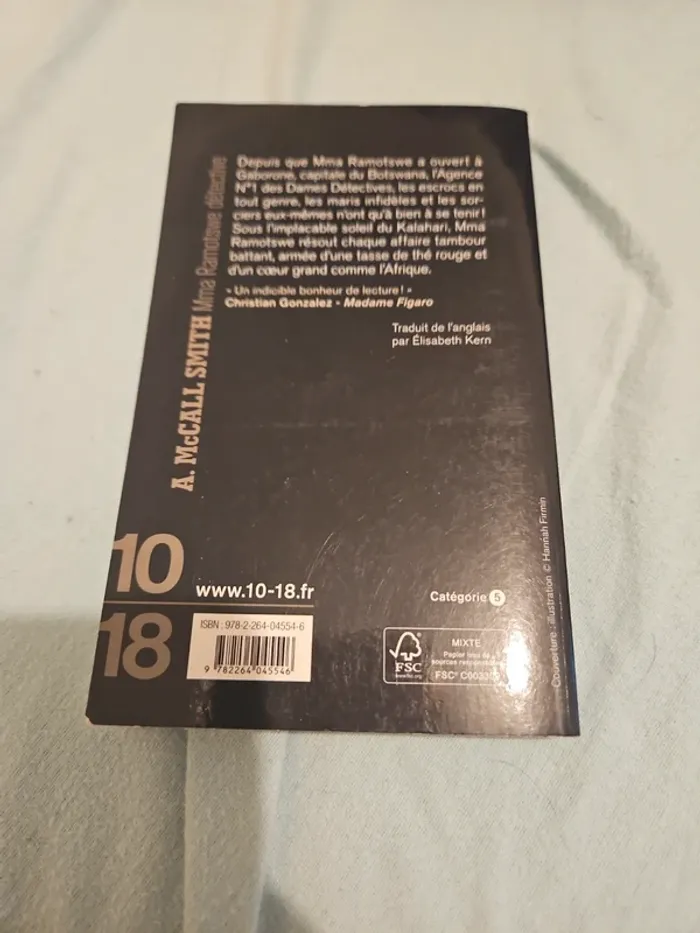 Depuis que Mma Ramotswe a ouvert à
Gaborone, capitale du Botswana, l'Agence
N°1 des Dames Détectives, les escrocs en
tout genre, les maris infidèles et les sor-
ciers eux-mêmes n'ont qu'à bien à se tenir !
Sous l'implacable soleil du Kalahari, Mma
Ramotswe résout chaque affaire tambour
battant, armée d'une tasse de thé rouge et
d'un cœur grand comme l'Afrique.
« Un indicible bonheur de lecture ! »
Christian Gonzalez - Madame Figaro
Traduit de l'anglais
par Élisabeth Kern
A. McCALL SMITH Mma Ramotswe détective
10
18
www.10-18.fr
Catégorie 5
ISBN : 978-2-264-04554-6
9 782264 045546
FSC
www.fsc.org
MIXTE
Papier issu de
sources responsables
FSC® C003309
Couverture : illustration © Hannah Firmin